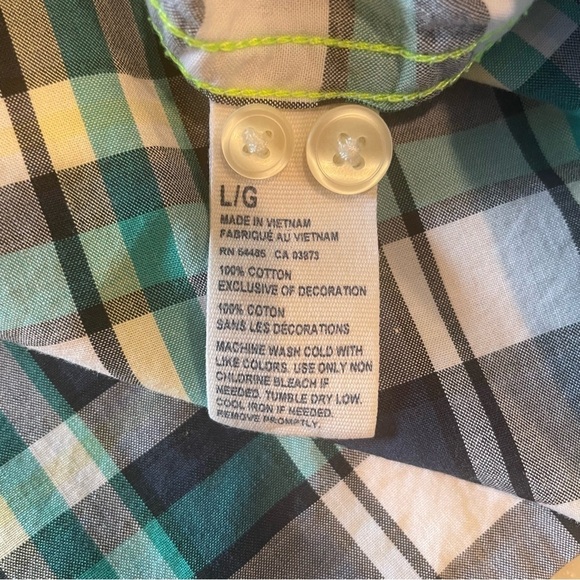 L/G
MADE IN VIETNAM
FABRIQUÉ AU VIETNAM
RN 54485 CA 03873
100% COTTON
EXCLUSIVE OF DECORATION
100% COTON
SANS LES DÉCORATIONS
MACHINE WASH COLD WITH
LIKE COLORS. USE ONLY NON
CHLORINE BLEACH IF
NEEDED. TUMBLE DRY LOW.
COOL IRON IF NEEDED.
REMOVE PROMPTLY.